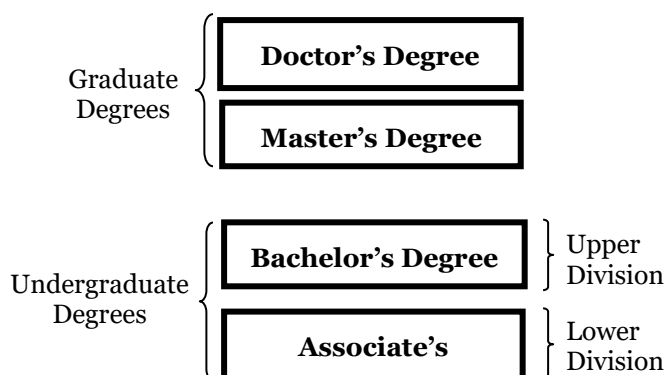 Doctor’s Degree
Graduate
Degrees
Master’s Degree
Bachelor’s Degree
Upper
Division
Undergraduate
Degrees
Associate’s
Lower
Division